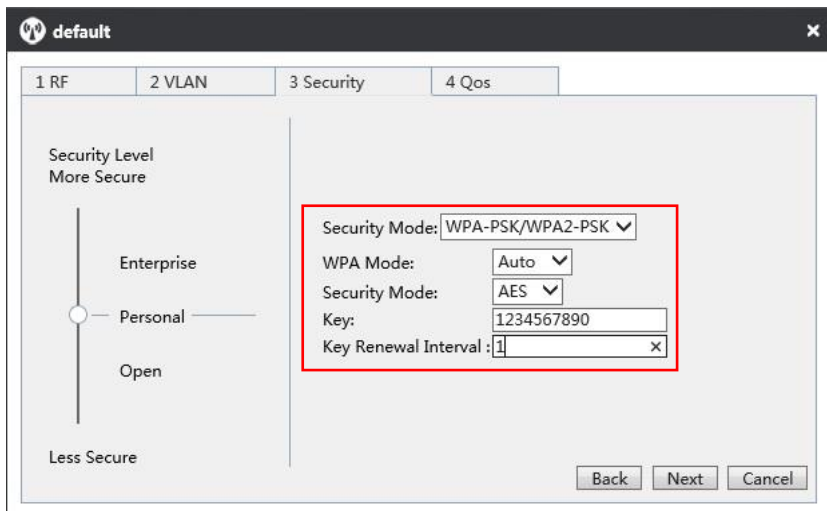 default
1 RF 2 VLAN 3 Security 4 Qos
Security Level
More Secure
Enterprise
Personal
Open
Less Secure
Security Mode: WPA-PSK/WPA2-PSK
WPA Mode: Auto
Security Mode: AES
Key: 1234567890
Key Renewal Interval : 1
Back Next Cancel